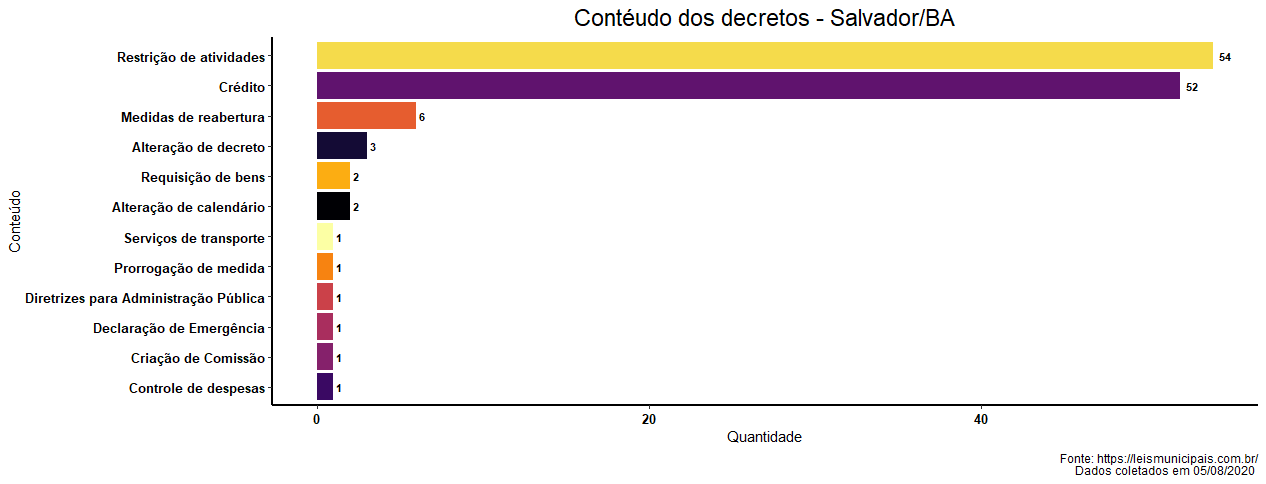 Contéudo dos decretos - Salvador/BA
Conteúdo
Restrição de atividades 54
Crédito 52
Medidas de reabertura 6
Alteração de decreto 3
Requisição de bens 2
Alteração de calendário 2
Serviços de transporte 1
Prorrogação de medida 1
Diretrizes para Administração Pública 1
Declaração de Emergência 1
Criação de Comissão 1
Controle de despesas 1
0 20 40
Quantidade
Fonte: https://leismunicipais.com.br/
Dados coletados em 05/08/2020